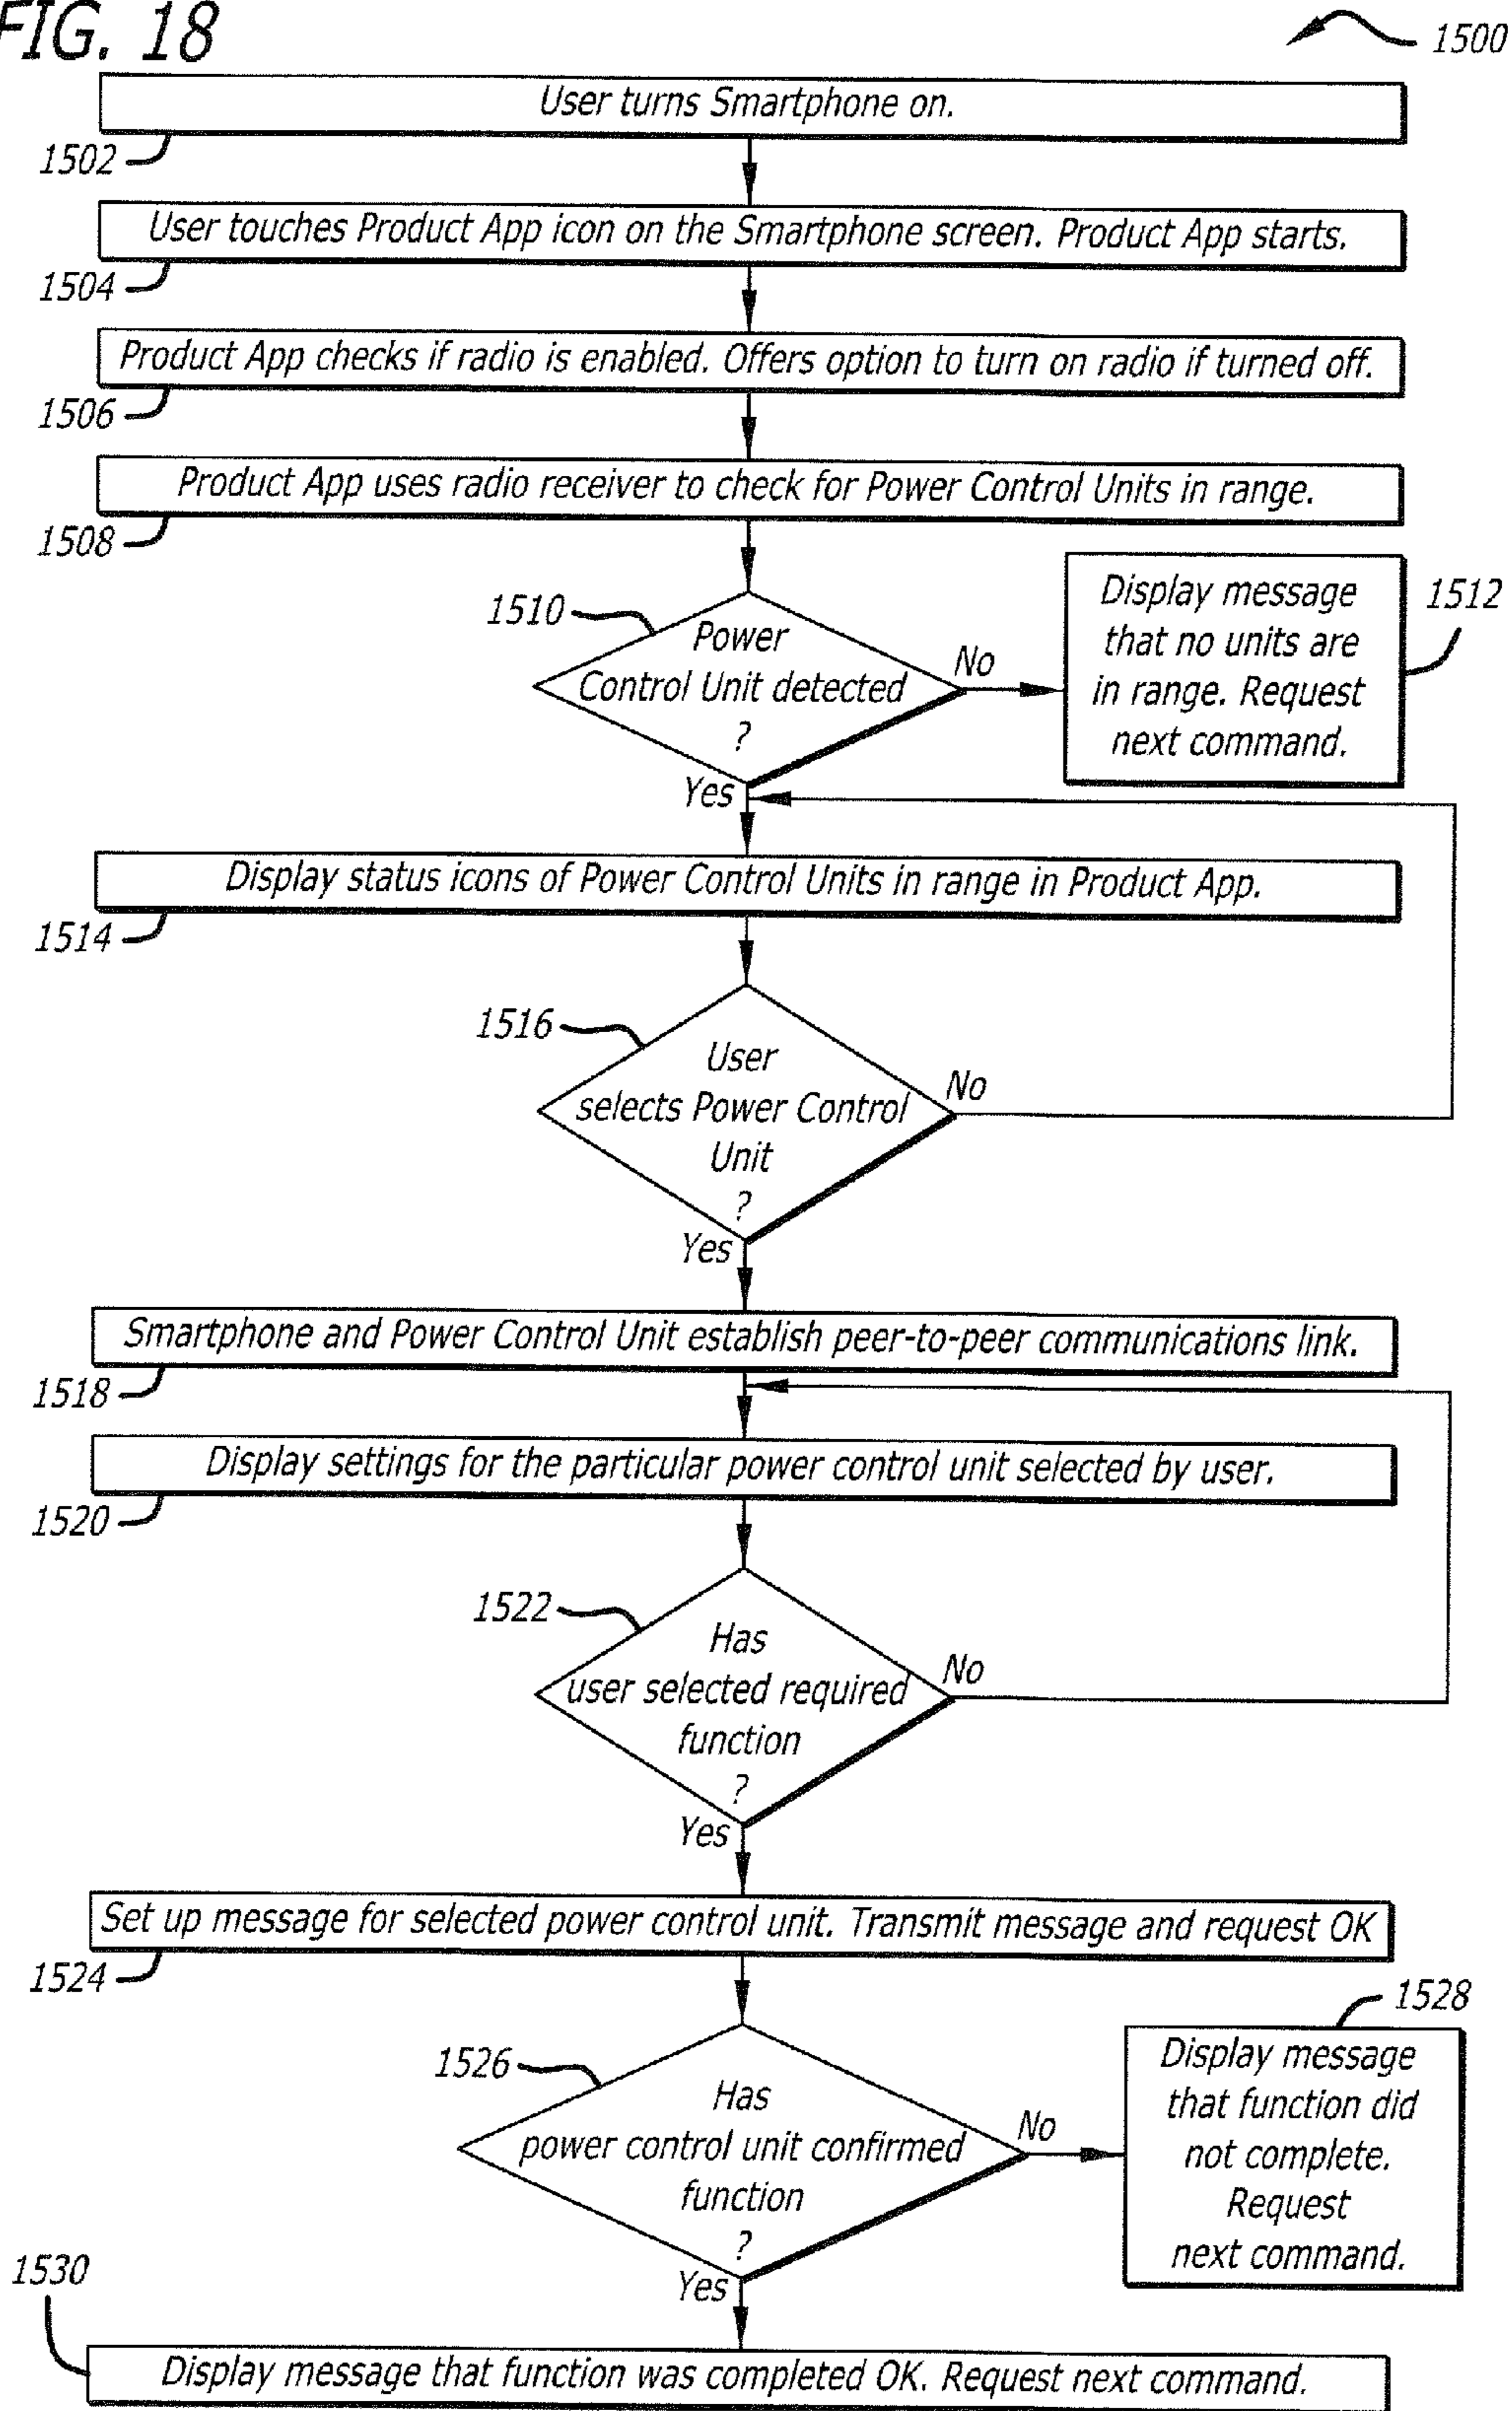 FIG. 18
1500
User turns Smartphone on.
1502
User touches Product App icon on the Smartphone screen. Product App starts.
1504
Product App checks if radio is enabled. Offers option to turn on radio if turned off.
1506
Product App uses radio receiver to check for Power Control Units in range.
1508
1510
Power
Control Unit detected
?
No
Display message
that no units are
in range. Request
next command.
1512
Yes
Display status icons of Power Control Units in range in Product App.
1514
1516
User
selects Power Control
Unit
?
No
Yes
Smartphone and Power Control Unit establish peer-to-peer communications link.
1518
Display settings for the particular power control unit selected by user.
1520
1522
Has
user selected required
function
?
No
Yes
Set up message for selected power control unit. Transmit message and request OK
1524
1526
Has
power control unit confirmed
function
?
No
1528
Display message
that function did
not complete.
Request
next command.
Yes
1530
Display message that function was completed OK. Request next command.